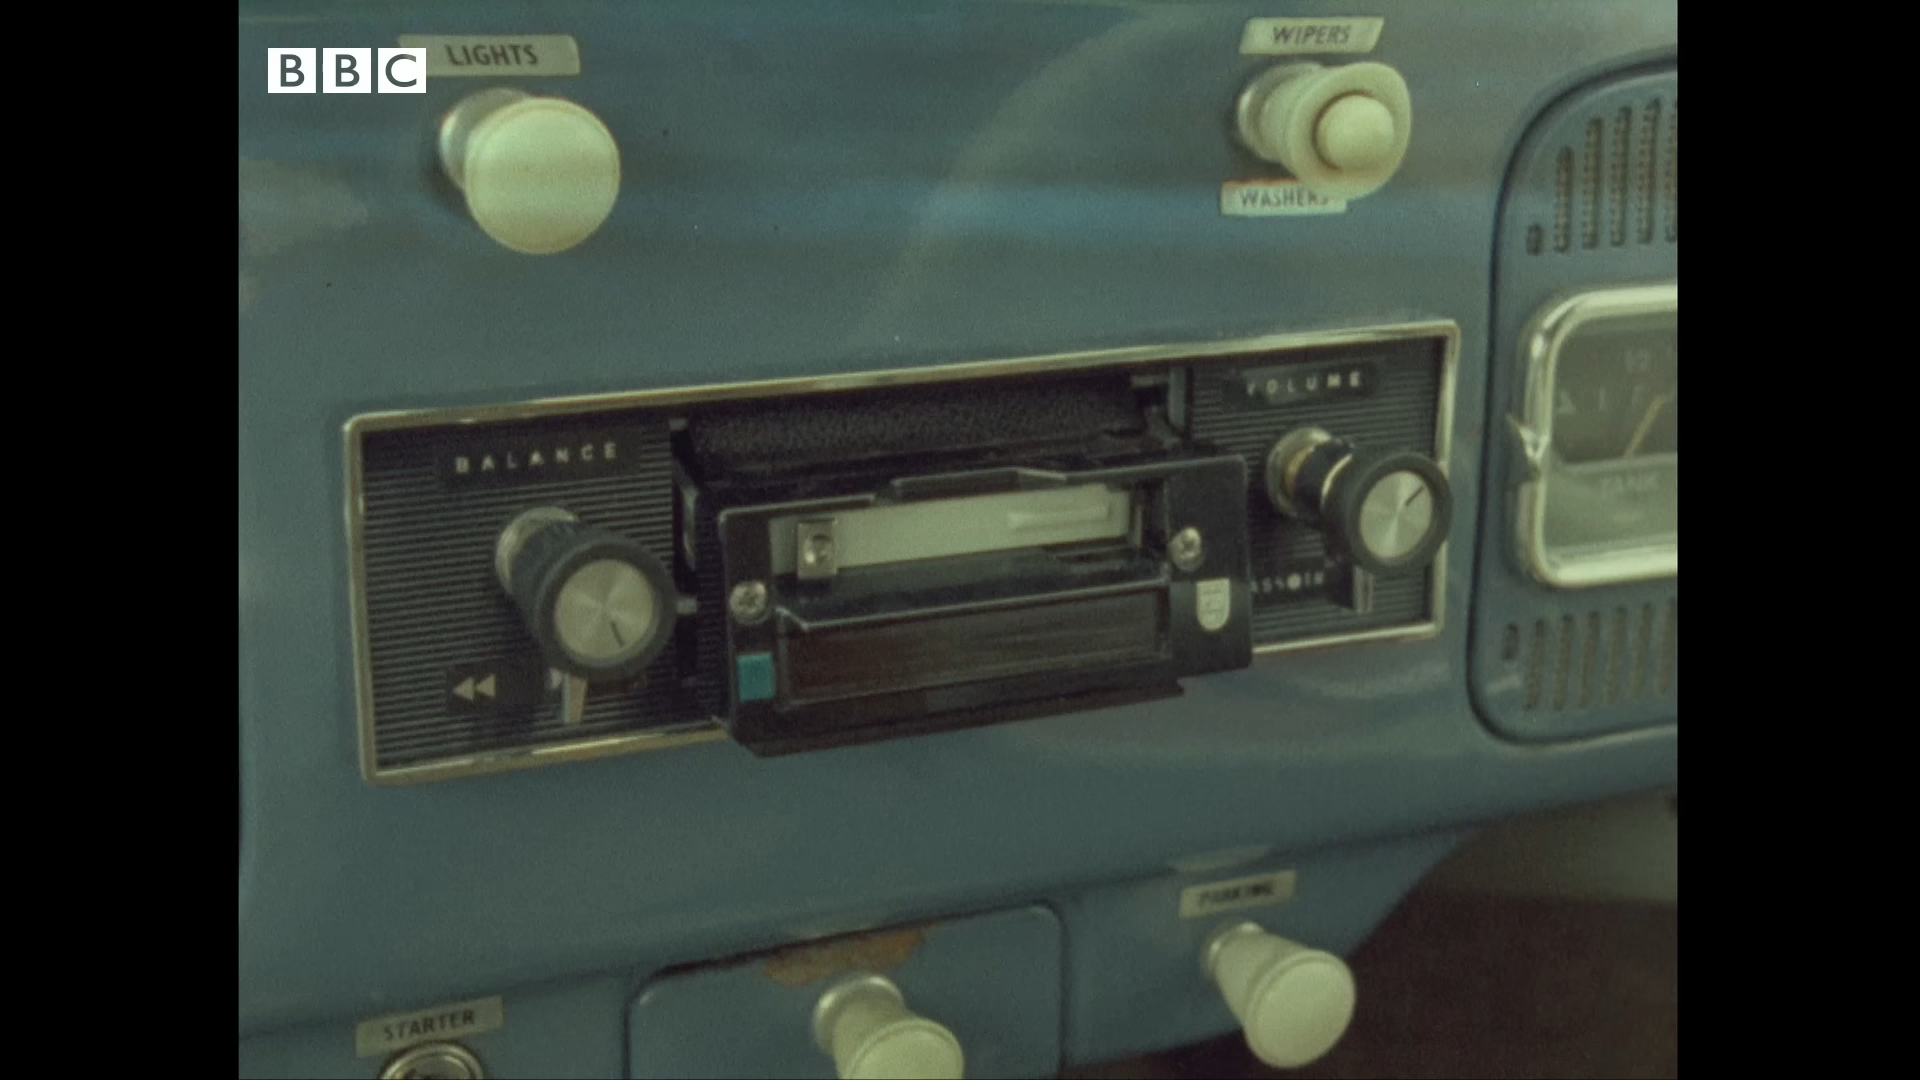 BBC
LIGHTS
WIPERS
WASHERS
VOLUME
BALANCE
PARKING
STARTER